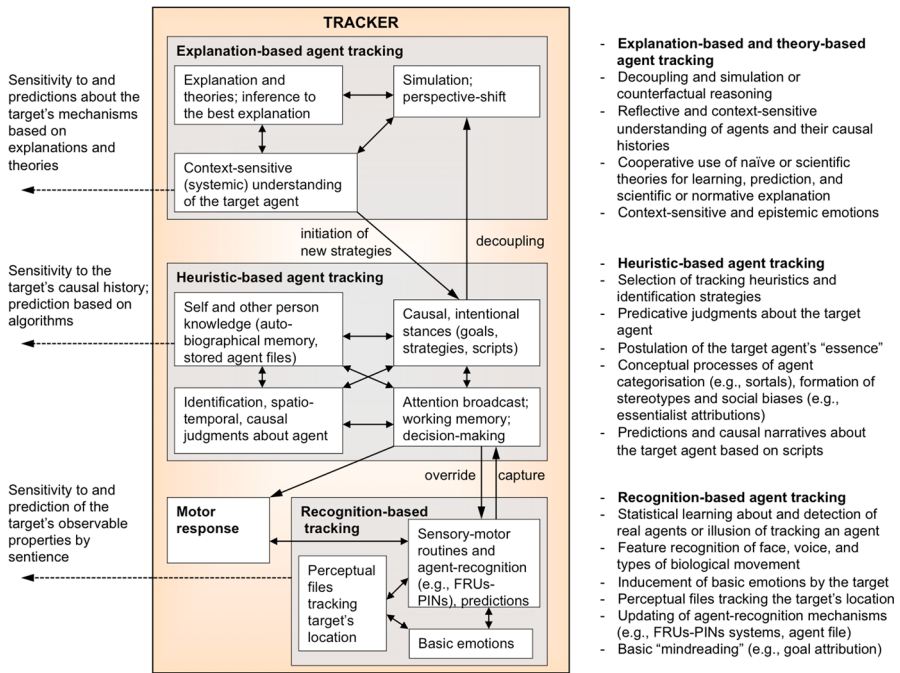 TRACKER
Explanation-based agent tracking
Explanation and
theories; inference to
the best explanation
Simulation;
perspective-shift
Context-sensitive
(systemic) understanding
of the target agent
Sensitivity to and
predictions about the
target's mechanisms
based on
explanations and
theories
initiation of
new strategies
decoupling
Heuristic-based agent tracking
Self and other person
knowledge (auto-
biographical memory,
stored agent files)
Causal, intentional
stances (goals,
strategies, scripts)
Identification, spatio-
temporal, causal
judgments about agent
Attention broadcast;
working memory;
decision-making
Sensitivity to the
target's causal history;
prediction based on
algorithms
override
capture
Motor
response
Recognition-based
tracking
Sensory-motor
routines and
agent-recognition
(e.g., FRUs-
PINs), predictions
Perceptual
files
tracking
target's
location
Basic emotions
Sensitivity to and
prediction of the
target's observable
properties by
sentience
- Explanation-based and theory-based
agent tracking
- Decoupling and simulation or
counterfactual reasoning
- Reflective and context-sensitive
understanding of agents and their causal
histories
- Cooperative use of naïve or scientific
theories for learning, prediction, and
scientific or normative explanation
- Context-sensitive and epistemic emotions
- Heuristic-based agent tracking
- Selection of tracking heuristics and
identification strategies
- Predicative judgments about the target
agent
- Postulation of the target agent's "essence"
- Conceptual processes of agent
categorisation (e.g., sortals), formation of
stereotypes and social biases (e.g.,
essentialist attributions)
- Predictions and causal narratives about
the target agent based on scripts
- Recognition-based agent tracking
- Statistical learning about and detection of
real agents or illusion of tracking an agent
- Feature recognition of face, voice, and
types of biological movement
- Inducement of basic emotions by the target
- Perceptual files tracking the target's location
- Updating of agent-recognition mechanisms
(e.g., FRUs-PINs systems, agent file)
- Basic "mindreading" (e.g., goal attribution)